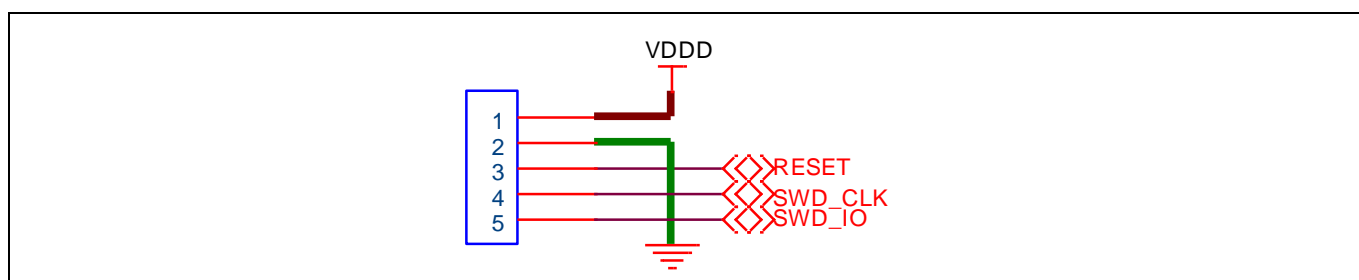 VDDD
1
2
3 RESET
4 SWD_CLK
5 SWD_IO